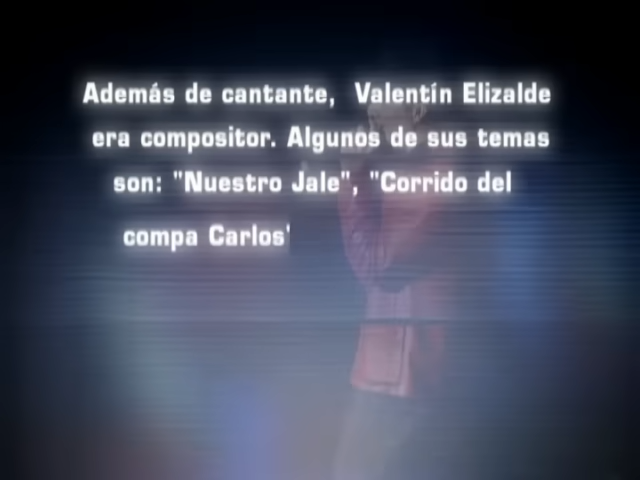 Además de cantante, Valentín Elizalde
era compositor. Algunos de sus temas
son: "Nuestro Jale", "Corrido del
compa Carlos'